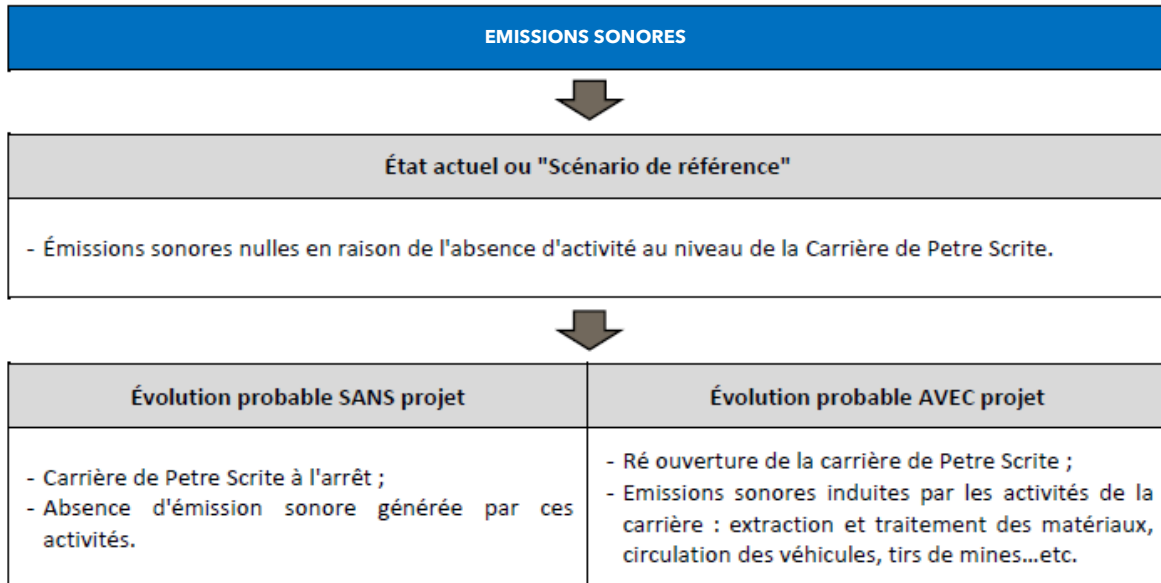 EMISSIONS SONORES
État actuel ou "Scénario de référence"
- Émissions sonores nulles en raison de l'absence d'activité au niveau de la Carrière de Petre Scrite.
Évolution probable SANS projet
- Carrière de Petre Scrite à l'arrêt ;
- Absence d'émission sonore générée par ces
activités.
Évolution probable AVEC projet
- Ré ouverture de la carrière de Petre Scrite ;
- Emissions sonores induites par les activités de la
carrière : extraction et traitement des matériaux,
circulation des véhicules, tirs de mines...etc.